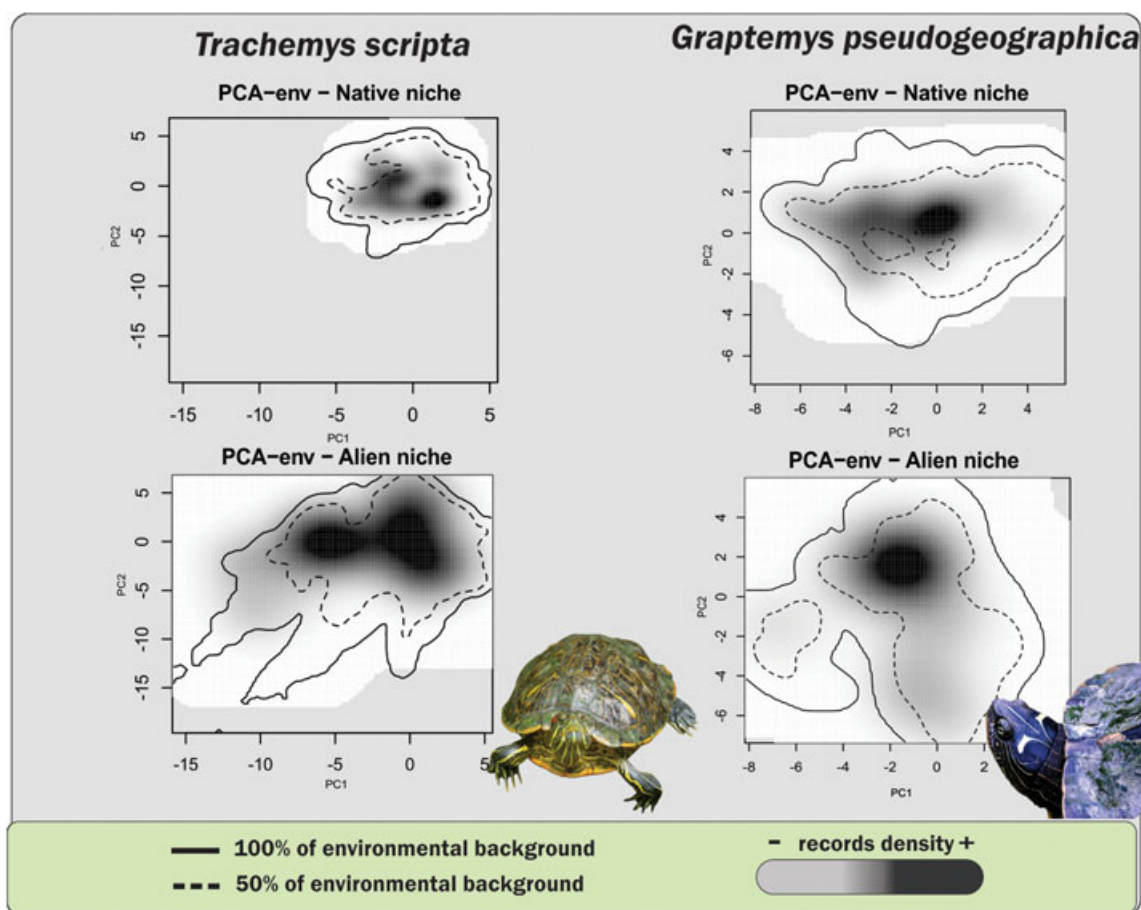 Trachemys scripta
Graptemys pseudogeographica
PCA-env – Native niche
5
0
-5
-10
-15
PC2
-15 -10 -5 0 5
PC1
PCA-env – Native niche
4
2
0
-2
-4
-6
PC2
-8 -6 -4 -2 0 2 4
PC1
PCA-env – Alien niche
5
0
-5
-10
-15
PC2
-15 -10 -5 0 5
PC1
PCA-env – Alien niche
4
2
0
-2
-4
-6
PC2
-8 -6 -4 -2 0 2
PC1
100% of environmental background
50% of environmental background
- records density +